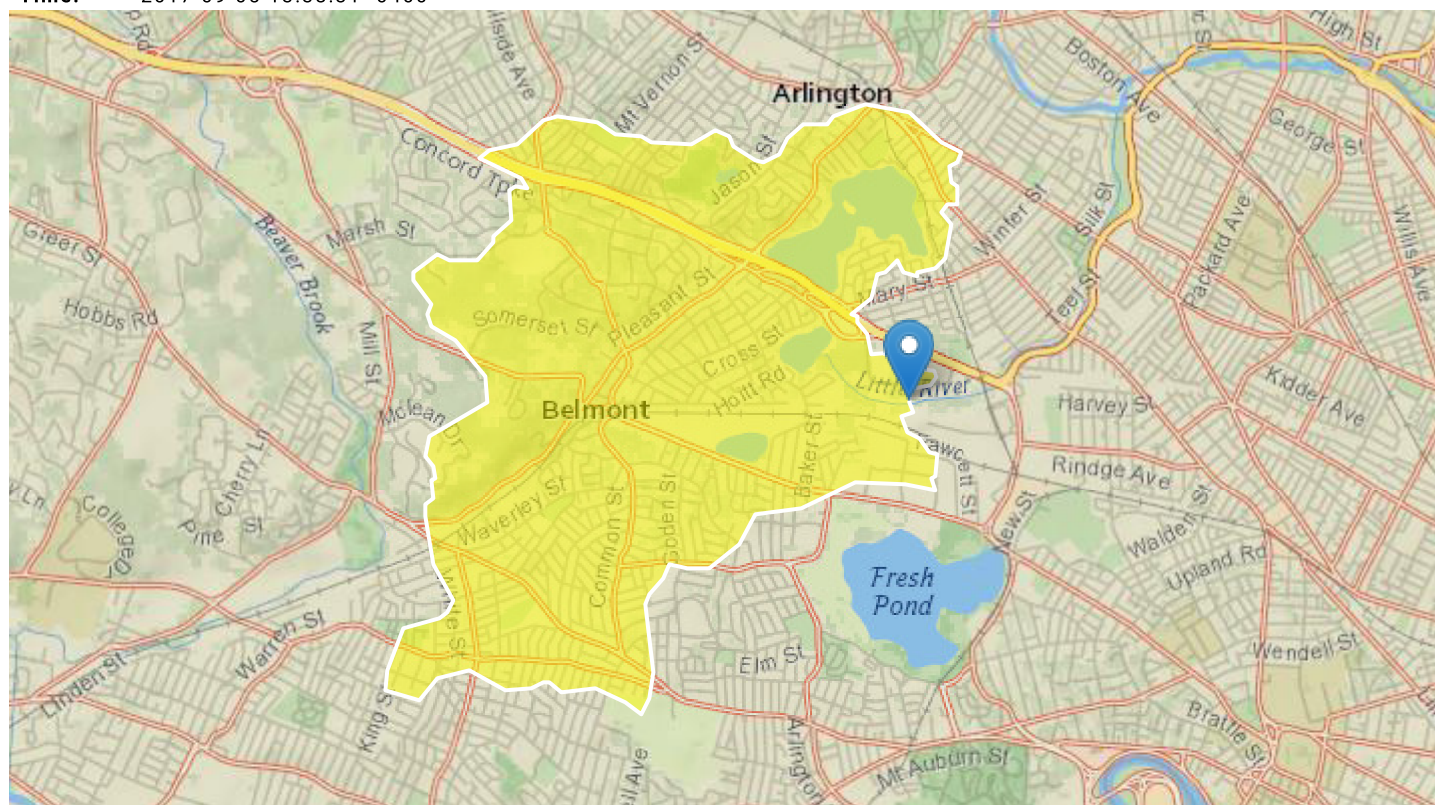 High St
Boston Ave
Mt Vernon St
Arlington
George St
Concord Tpke
Jason St
Willis Ave
Silk St
Packard Ave
Winter St
Beaver Brook
Marsh St
Greer St
Mary St
Teel St
Pleasant St
Hobbs Rd
Somerset St
Mill St
Cross St
Little River
Hoitt Rd
Kidder Ave
Harvey St
Belmont
Mclean Dr
Baker St
Fawcett St
Cherry Ln
Rindge Ave
College Dr
Waverley St
Goden St
Common St
New St
Pine St
Walden St
Upland Rd
Fresh
Pond
White St
Warren St
Elm St
Wendell St
Linden St
King St
Brattle St
Arlington
Mt Auburn St